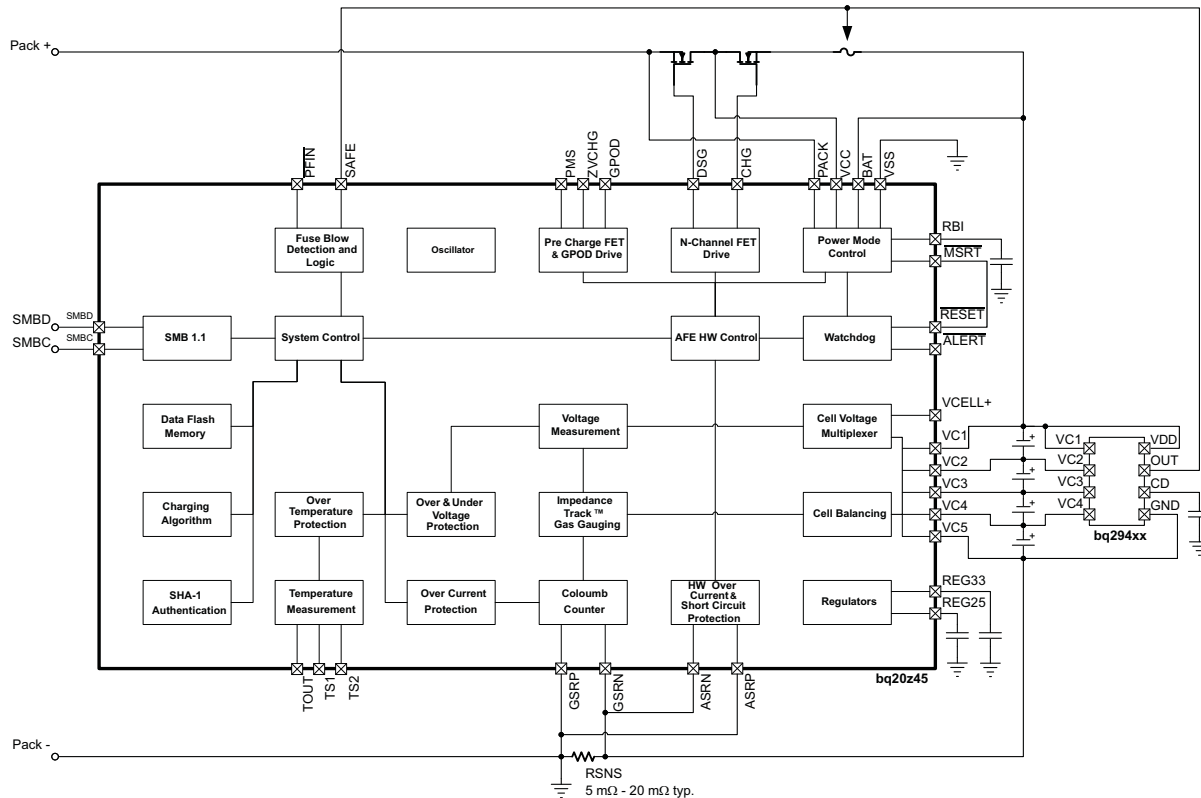 Pack +
PFIN
SAFE
PMS
ZVCHG
GPOD
DSG
CHG
PACK
VCC
BAT
VSS
Fuse Blow
Detection and
Logic
Oscillator
Pre Charge FET
& GPOD Drive
N-Channel FET
Drive
Power Mode
Control
RBI
MSRT
RESET
ALERT
SMBD
SMBD
SMBC
SMBC
SMB 1.1
System Control
AFE HW Control
Watchdog
Data Flash
Memory
Voltage
Measurement
Cell Voltage
Multiplexer
VCELL+
VC1
VC2
VC3
VC4
VC5
+
+
+
+
VC1
VC2
VC3
VC4
VDD
OUT
CD
GND
bq294xx
Charging
Algorithm
Over
Temperature
Protection
Over & Under
Voltage
Protection
Impedance
Track ™
Gas Gauging
Cell Balancing
SHA-1
Authentication
Temperature
Measurement
Over Current
Protection
Coloumb
Counter
HW Over
Current &
Short Circuit
Protection
Regulators
REG33
REG25
bq20z45
TOUT
TS1
TS2
GSRP
GSRN
ASRN
ASRP
Pack -
RSNS
5 mΩ - 20 mΩ typ.